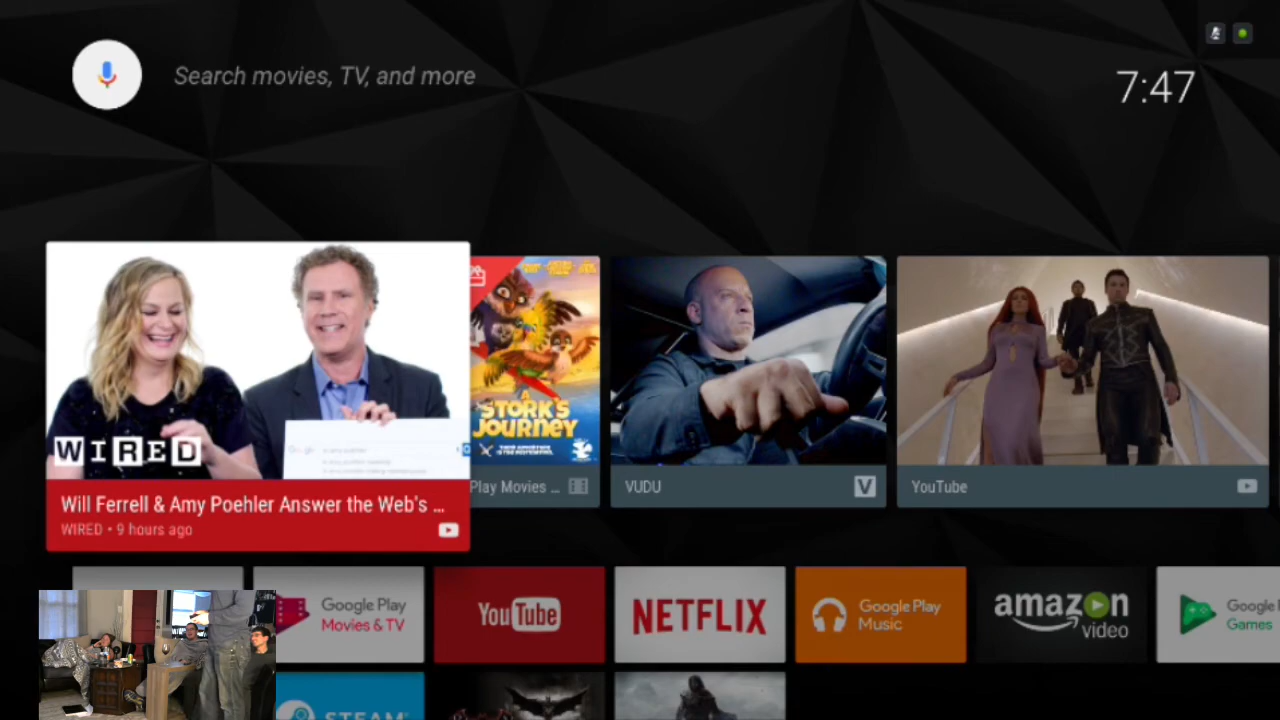 Search movies, TV, and more
7:47
WIRED
Will Ferrell & Amy Poehler Answer the Web's ...
WIRED • 9 hours ago
A
STORK'S
JOURNEY
Play Movies ...
VUDU
V
YouTube
Google Play
Movies & TV
YouTube
NETFLIX
Google Play
Music
amazon
video
Google
Games
STEAM